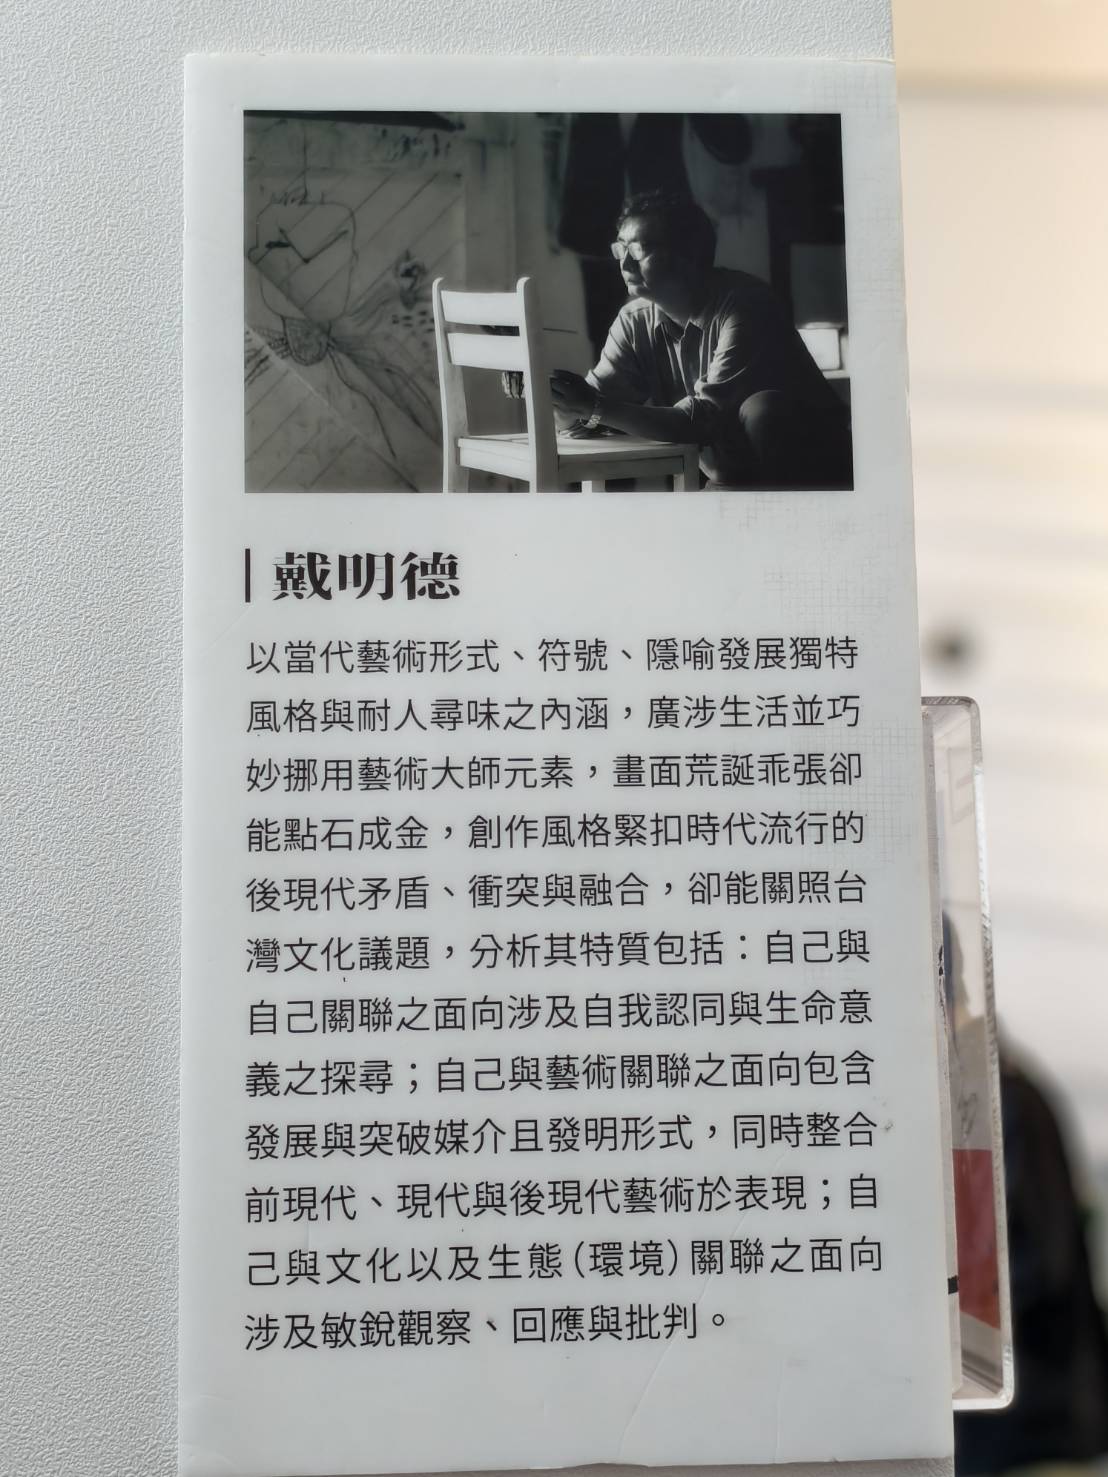 戴明德
以當代藝術形式、符號、隱喻發展獨特
風格與耐人尋味之內涵，廣涉生活並巧
妙挪用藝術大師元素，畫面荒誕乖張卻
能點石成金，創作風格緊扣時代流行的
後現代矛盾、衝突與融合，卻能關照台
灣文化議題，分析其特質包括：自己與
自己關聯之面向涉及自我認同與生命意
義之探尋；自己與藝術關聯之面向包含
發展與突破媒介且發明形式，同時整合
前現代、現代與後現代藝術於表現；自
己與文化以及生態(環境)關聯之面向
涉及敏銳觀察、回應與批判。